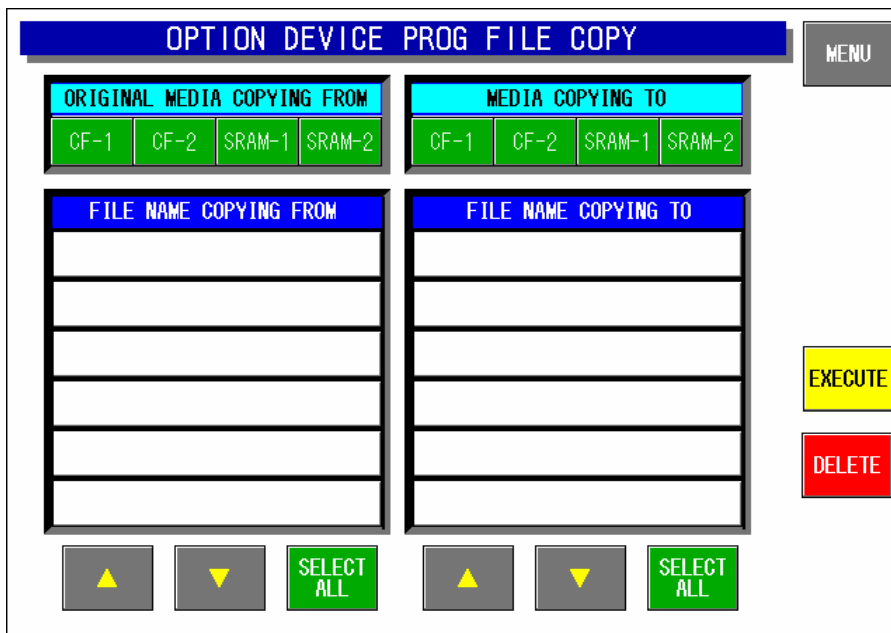 OPTION DEVICE PROG FILE COPY
MENU
ORIGINAL MEDIA COPYING FROM
MEDIA COPYING TO
CF-1 CF-2 SRAM-1 SRAM-2
CF-1 CF-2 SRAM-1 SRAM-2
FILE NAME COPYING FROM
FILE NAME COPYING TO
EXECUTE
DELETE
SELECT
ALL
SELECT
ALL